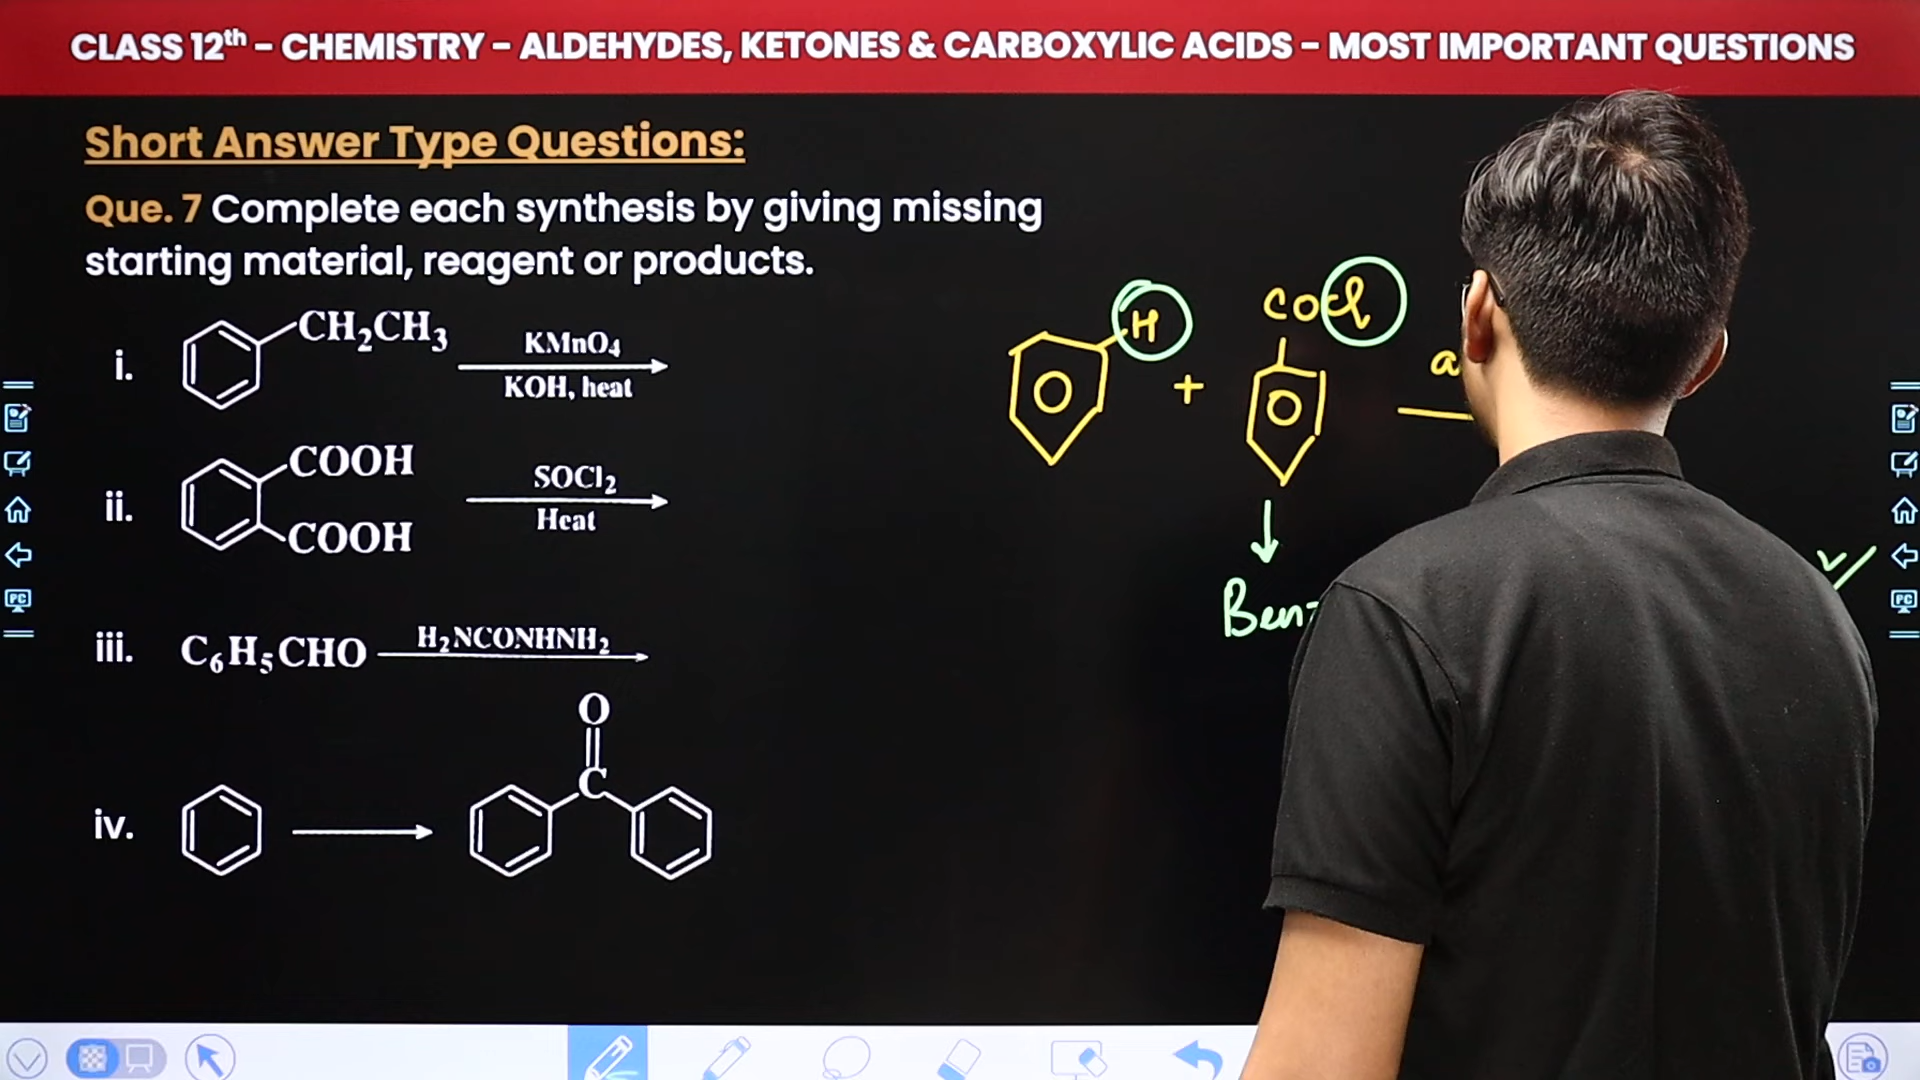 CLASS 12th – CHEMISTRY – ALDEHYDES, KETONES & CARBOXYLIC ACIDS – MOST IMPORTANT QUESTIONS
Short Answer Type Questions:
Que. 7 Complete each synthesis by giving missing
starting material, reagent or products.
i. CH₂CH₃ KMnO₄
KOH, heat
ii. COOH
COOH
SOCl₂
Heat
iii. C₆H₅CHO H₂NCONHNH₂
iv.
O
C
H
+
COCl
PC
PC